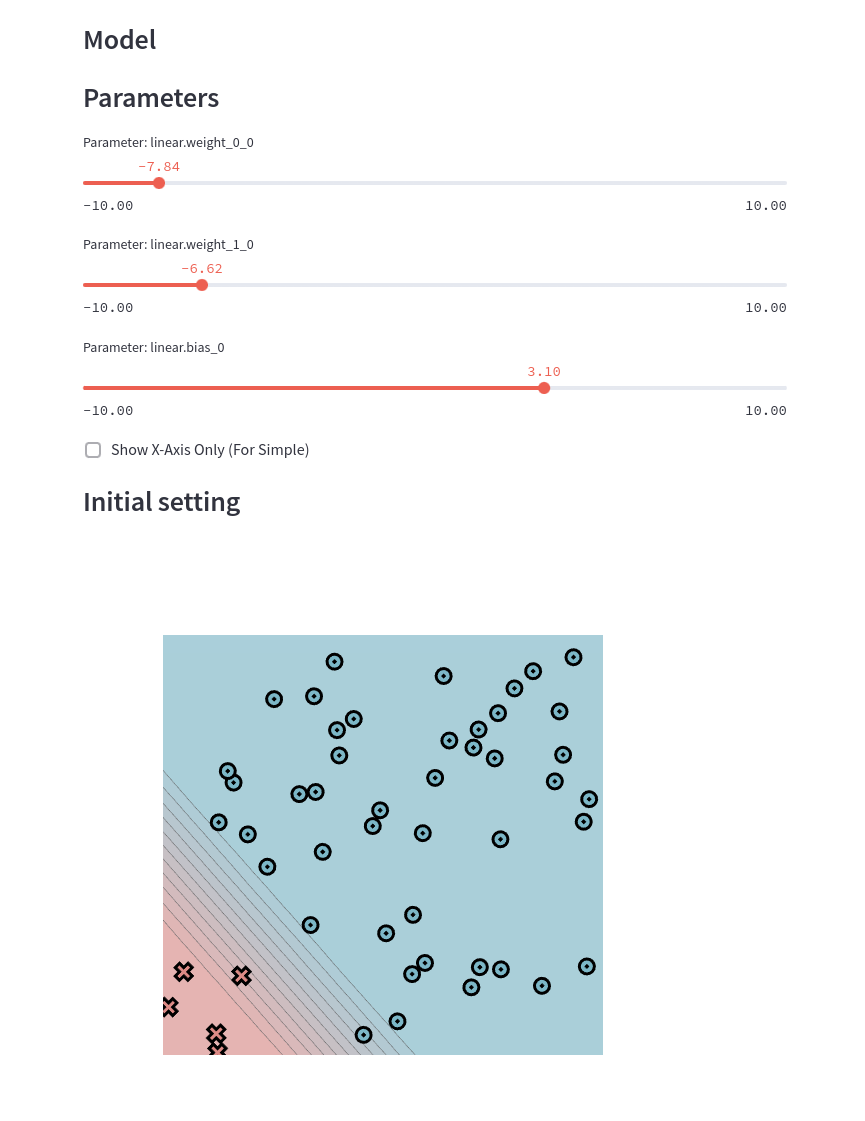 Model
Parameters
Parameter: linear.weight_0_0
-7.84
-10.00 10.00
Parameter: linear.weight_1_0
-6.62
-10.00 10.00
Parameter: linear.bias_0
3.10
-10.00 10.00
Show X-Axis Only (For Simple)
Initial setting